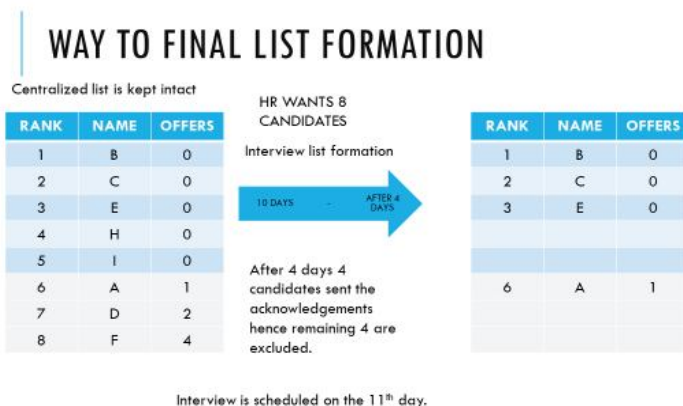 WAY TO FINAL LIST FORMATION
Centralized list is kept intact
RANK NAME OFFERS
1 B 0
2 C 0
3 E 0
4 H 0
5 I 0
6 A 1
7 D 2
8 F 4
HR WANTS 8
CANDIDATES
Interview list formation
10 DAYS - AFTER 4
DAYS
After 4 days 4
candidates sent the
acknowledgements
hence remaining 4 are
excluded.
RANK NAME OFFERS
1 B 0
2 C 0
3 E 0
6 A 1
Interview is scheduled on the 11th day.